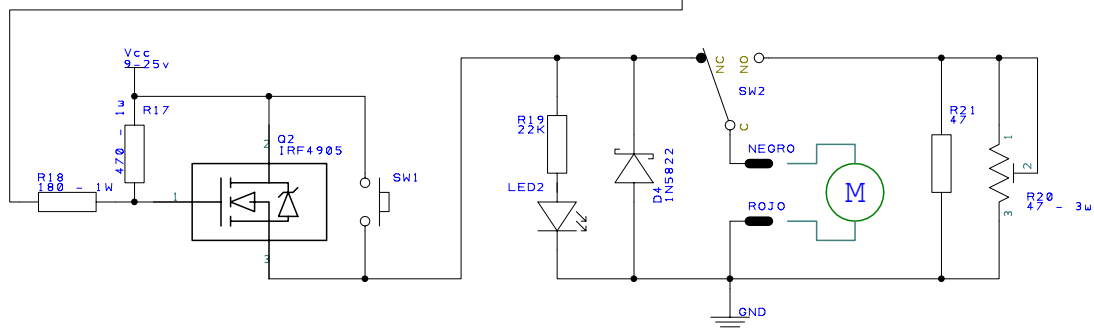 Vcc
9-25v
R17
470 - 1W
R18
180 - 1W
1
2
3
Q2
IRF4905
SW1
R19
22K
LED2
D4
1N5822
NC
NO
SW2
C
NEGRO
ROJO
M
GND
R21
47
1
2
3
R20
47 - 3w